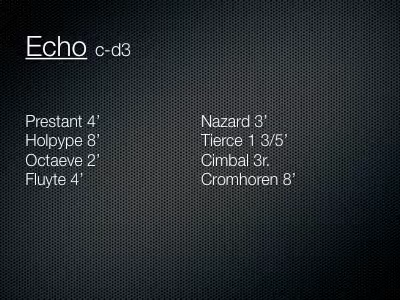 Echo c-d3
Prestant 4’
Holpype 8’
Octaeve 2’
Fluyte 4’
Nazard 3’
Tierce 1 3/5’
Cimbal 3r.
Cromhoren 8’